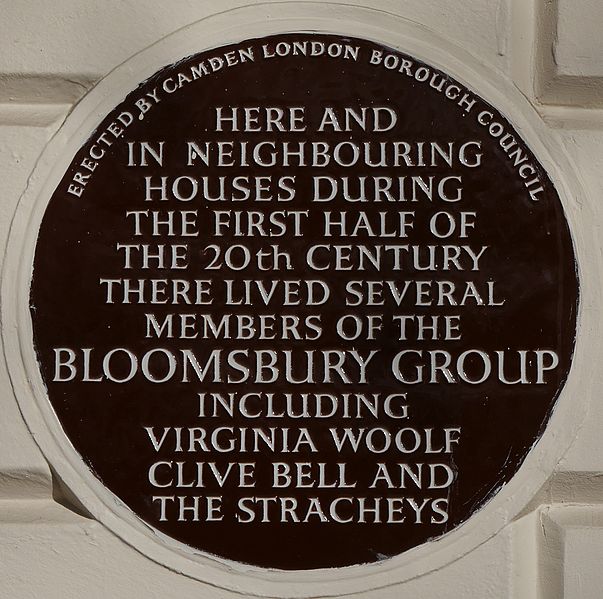 ERECTED BY CAMDEN LONDON BOROUGH COUNCIL
HERE AND
IN NEIGHBOURING
HOUSES DURING
THE FIRST HALF OF
THE 20th CENTURY
THERE LIVED SEVERAL
MEMBERS OF THE
BLOOMSBURY GROUP
INCLUDING
VIRGINIA WOOLF
CLIVE BELL AND
THE STRACHEYS